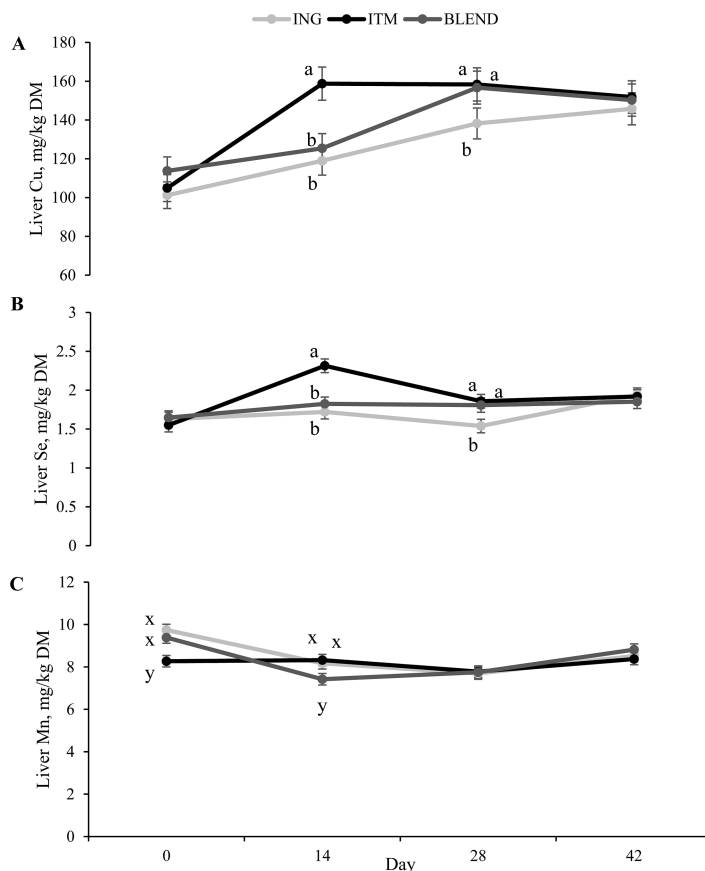 ING ITM BLEND
A
180
160
140
120
100
80
60
Liver Cu, mg/kg DM
a
a
a
b
b
b
B
3
2.5
2
1.5
1
0.5
0
Liver Se, mg/kg DM
a
a
a
b
b
b
C
12
10
8
6
4
2
0
Liver Mn, mg/kg DM
x
x
y
x
x
y
0
14
28
42
Day